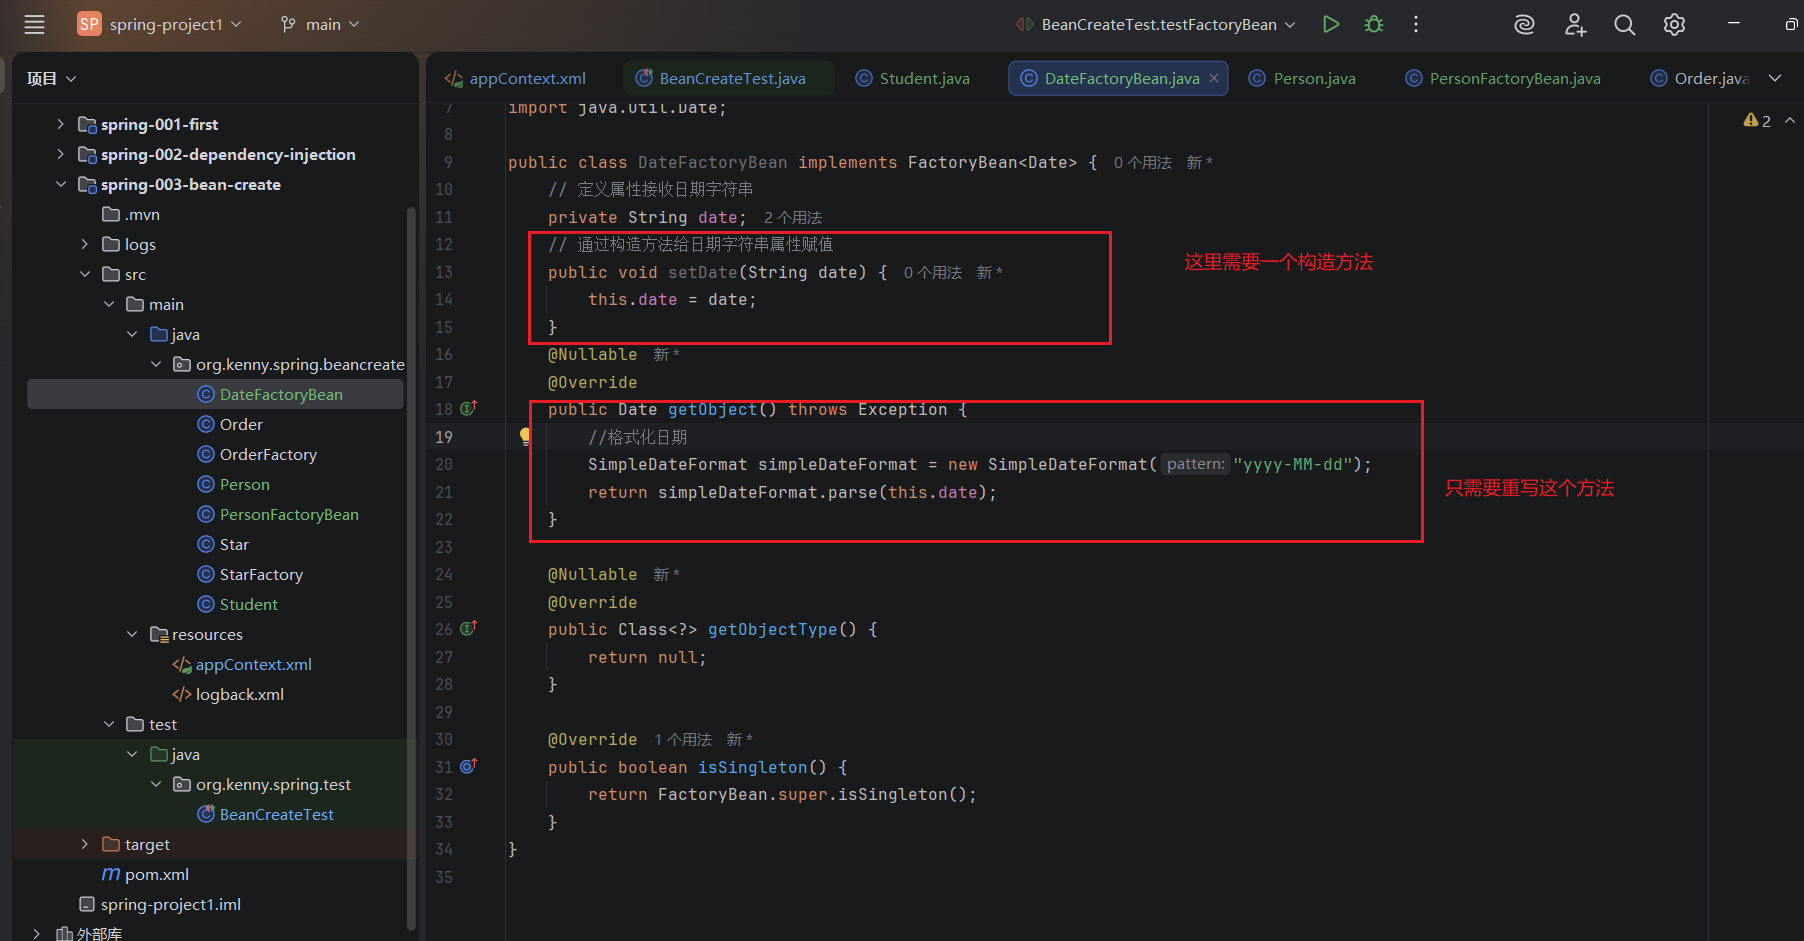 SP spring-project1 main BeanCreateTest.testFactoryBean
项目
spring-001-first
spring-002-dependency-injection
spring-003-bean-create
.mvn
logs
src
main
java
org.kenny.spring.beancreate
DateFactoryBean
Order
OrderFactory
Person
PersonFactoryBean
Star
StarFactory
Student
resources
appContext.xml
logback.xml
test
java
org.kenny.spring.test
BeanCreateTest
target
pom.xml
spring-project1.iml
外部库
appContext.xml BeanCreateTest.java Student.java DateFactoryBean.java Person.java PersonFactoryBean.java Order.java
2
7 import java.util.Date;
8
9 public class DateFactoryBean implements FactoryBean<Date> { 0个用法 新*
10 // 定义属性接收日期字符串
11 private String date; 2个用法
12 // 通过构造方法给日期字符串属性赋值
13 public void setDate(String date) { 0个用法 新*
14 this.date = date;
15 }
16 @Nullable 新*
17 @Override
18 public Date getObject() throws Exception {
19 //格式化日期
20 SimpleDateFormat simpleDateFormat = new SimpleDateFormat( pattern: "yyyy-MM-dd");
21 return simpleDateFormat.parse(this.date);
22 }
23
24 @Nullable 新*
25 @Override
26 public Class<?> getObjectType() {
27 return null;
28 }
29
30 @Override 1个用法 新*
31 public boolean isSingleton() {
32 return FactoryBean.super.isSingleton();
33 }
34 }
35
这里需要一个构造方法
只需要重写这个方法